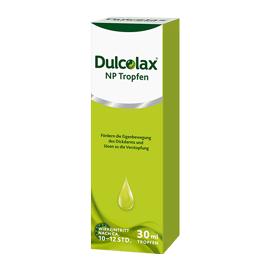 Dulcolax®
NP Tropfen
Fördern die Eigenbewegung
des Dickdarms und
lösen so die Verstopfung
WIRKEINTRITT
NACH CA.
10–12 STD.
30 ml
TROPFEN